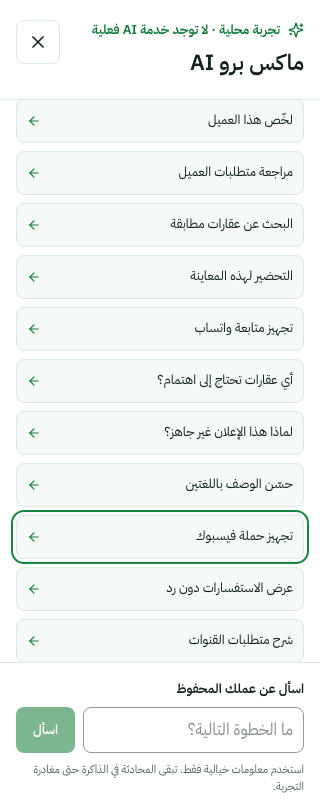 تجربة محلية · لا توجد خدمة AI فعلية
ماكس برو AI
لخّص هذا العميل
مراجعة متطلبات العميل
البحث عن عقارات مطابقة
التحضير لهذه المعاينة
تجهيز متابعة واتساب
أي عقارات تحتاج إلى اهتمام؟
لماذا هذا الإعلان غير جاهز؟
حسّن الوصف باللغتين
تجهيز حملة فيسبوك
عرض الاستفسارات دون رد
شرح متطلبات القنوات
اسأل عن عملك المحفوظ
ما الخطوة التالية؟
اسأل
استخدم معلومات خيالية فقط. تبقى المحادثة في الذاكرة حتى مغادرة
التجربة.